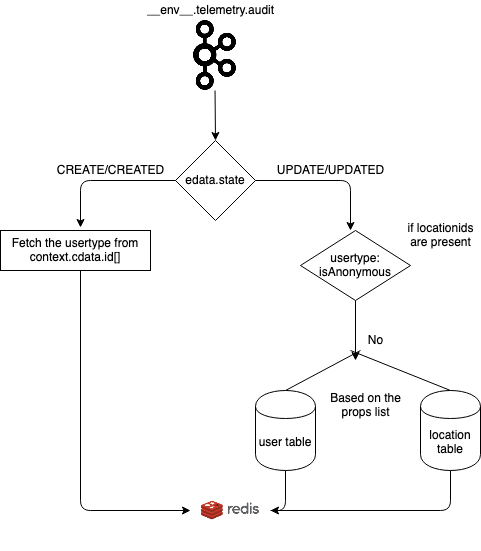 __env__.telemetry.audit
edata.state
CREATE/CREATED
UPDATE/UPDATED
Fetch the usertype from
context.cdata.id[]
if locationids
are present
usertype:
isAnonymous
No
Based on the
props list
user table
location
table
redis